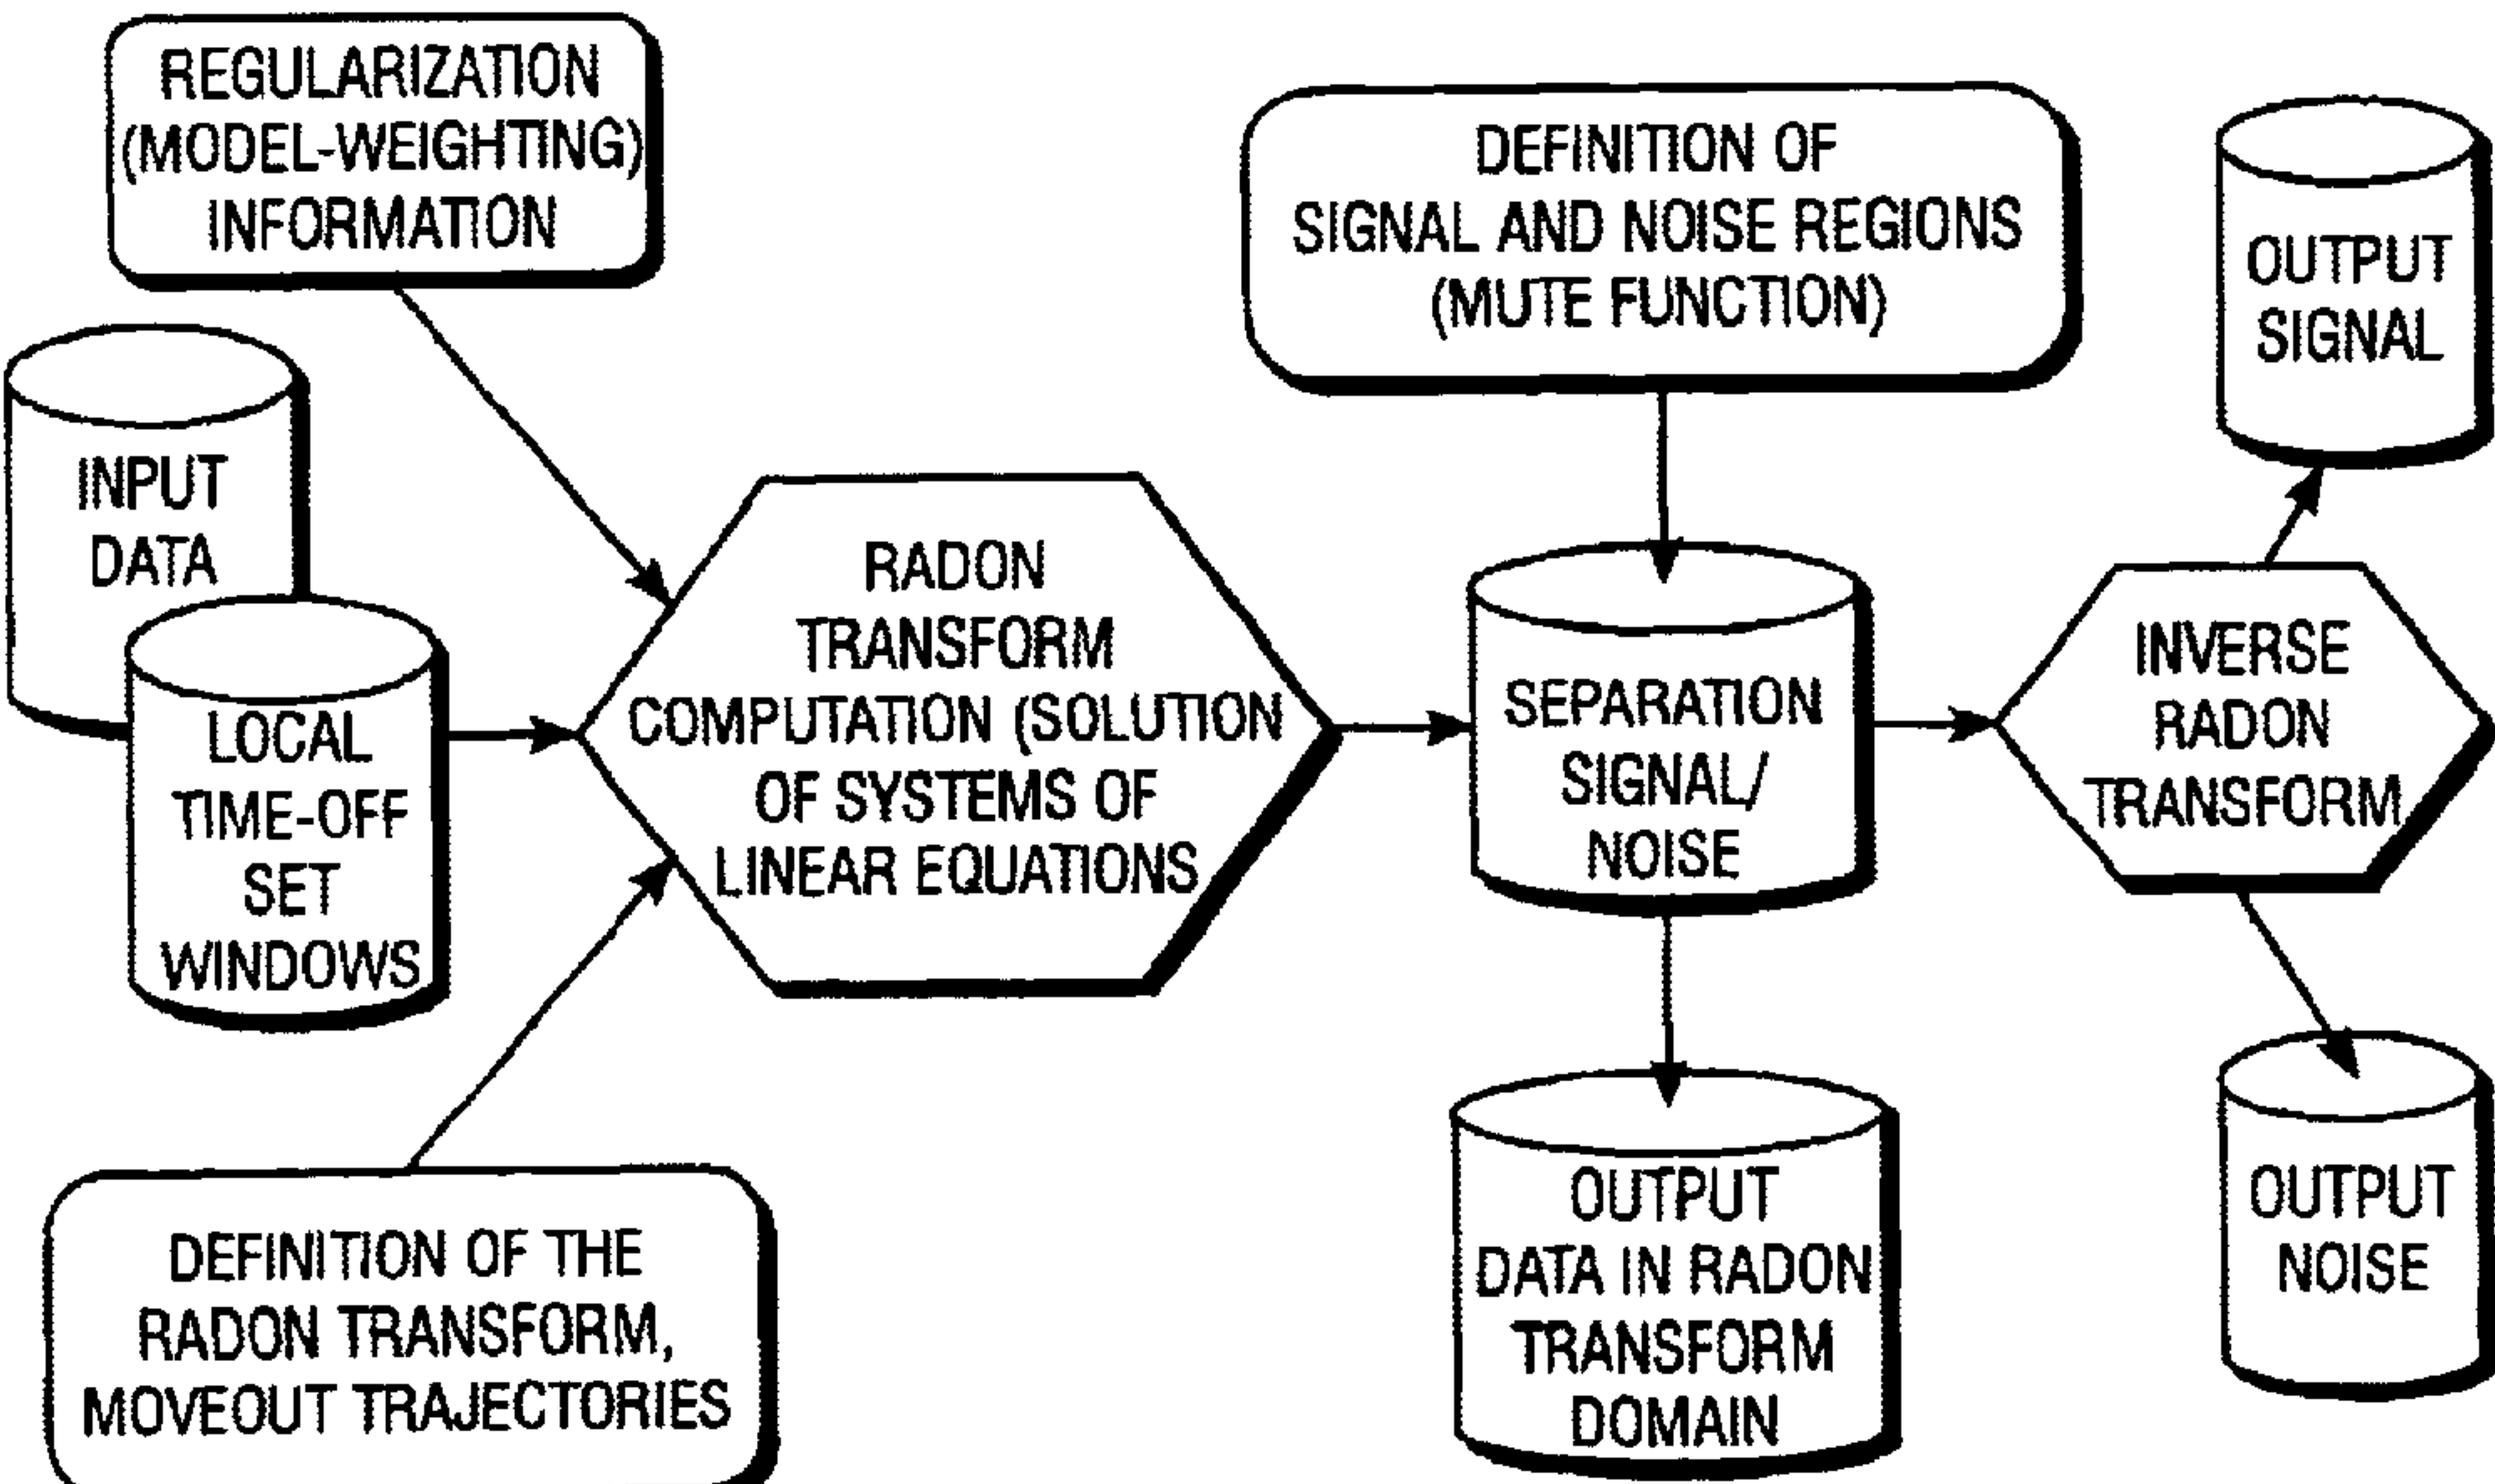 REGULARIZATION
(MODEL-WEIGHTING)
INFORMATION
INPUT
DATA
LOCAL
TIME-OFF
SET
WINDOWS
DEFINITION OF THE
RADON TRANSFORM,
MOVEOUT TRAJECTORIES
RADON
TRANSFORM
COMPUTATION (SOLUTION
OF SYSTEMS OF
LINEAR EQUATIONS
DEFINITION OF
SIGNAL AND NOISE REGIONS
(MUTE FUNCTION)
SEPARATION
SIGNAL/
NOISE
OUTPUT
DATA IN RADON
TRANSFORM
DOMAIN
INVERSE
RADON
TRANSFORM
OUTPUT
SIGNAL
OUTPUT
NOISE